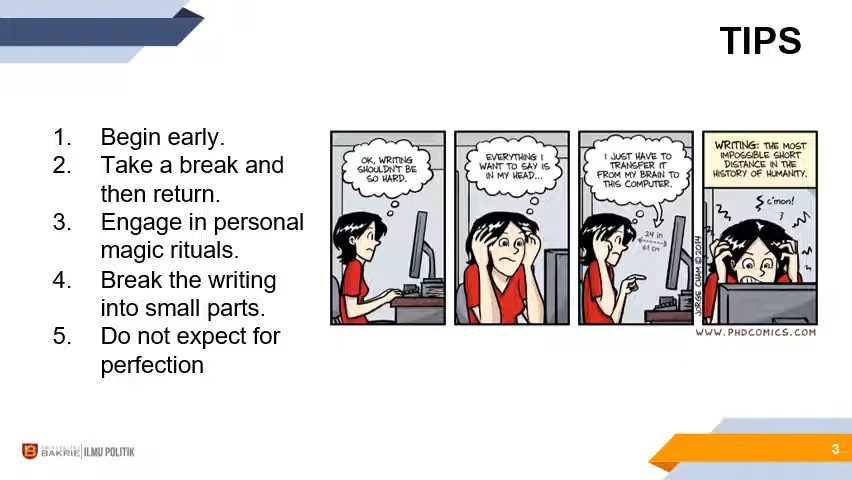 TIPS
1. Begin early.
2. Take a break and
then return.
3. Engage in personal
magic rituals.
4. Break the writing
into small parts.
5. Do not expect for
perfection
OK, WRITING
SHOULDN'T BE
SO HARD.
EVERYTHING I
WANT TO SAY IS
IN MY HEAD...
I JUST HAVE TO
TRANSFER IT
FROM MY BRAIN TO
THIS COMPUTER.
24 in
61 cm
JORGE CHAM © 2014
WRITING: THE MOST
IMPOSSIBLE SHORT
DISTANCE IN THE
HISTORY OF HUMANITY.
c'mon!
WWW.PHDCOMICS.COM
BAKRIE
ILMU POLITIK
3